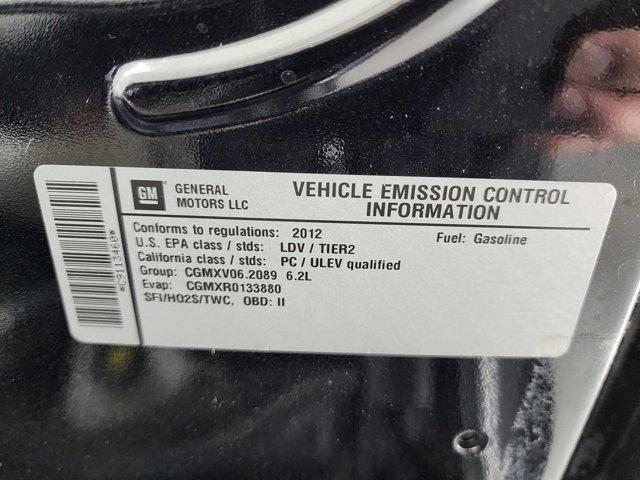 GM
GENERAL
MOTORS LLC
VEHICLE EMISSION CONTROL
INFORMATION
Conforms to regulations: 2012
Fuel: Gasoline
U.S. EPA class / stds: LDV / TIER2
California class / stds: PC / ULEV qualified
Group: CGMXV06.2089 6.2L
Evap: CGMXR0133880
SFI/HO2S/TWC, OBD: II
*C9113460*